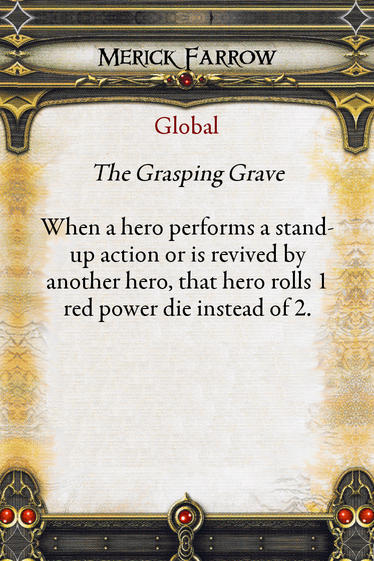 Merick Farrow
Global
The Grasping Grave
When a hero performs a stand-
up action or is revived by
another hero, that hero rolls 1
red power die instead of 2.